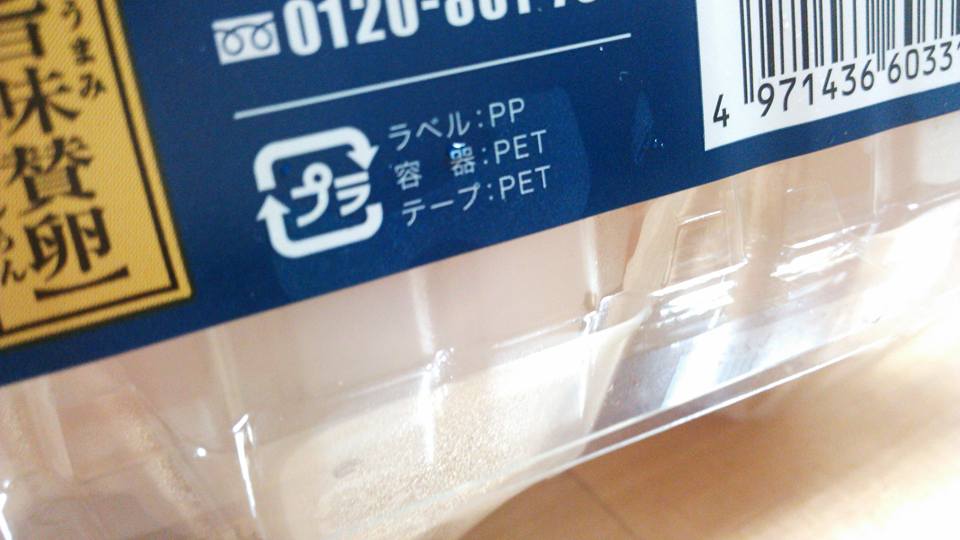 うまみ
旨味賛卵】
0120-
プラ
ラベル:PP
容 器:PET
テープ:PET
4 971436 60331